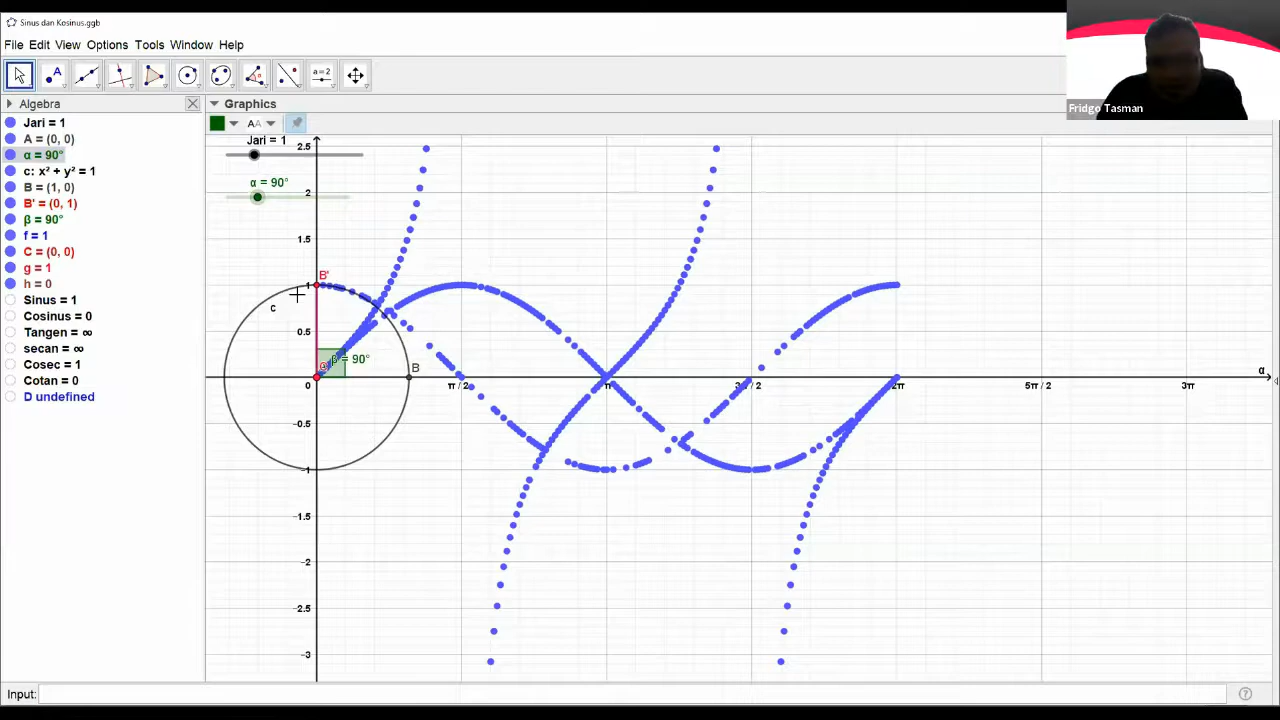 Sinus dan Kosinus.ggb
File Edit View Options Tools Window Help
A
a=2
Fridgo Tasman
Algebra
Graphics
AA
Jari = 1
A = (0, 0)
α = 90°
c: x² + y² = 1
B = (1, 0)
B' = (0, 1)
β = 90°
f = 1
C = (0, 0)
g = 1
h = 0
Sinus = 1
Cosinus = 0
Tangen = ∞
secan = ∞
Cosec = 1
Cotan = 0
D undefined
Jari = 1
α = 90°
2.5
2
1.5
1
0.5
0
−0.5
−1
−1.5
−2
−2.5
−3
B'
c
β = 90°
B
π / 2
π
3π / 2
2π
5π / 2
3π
α
Input: